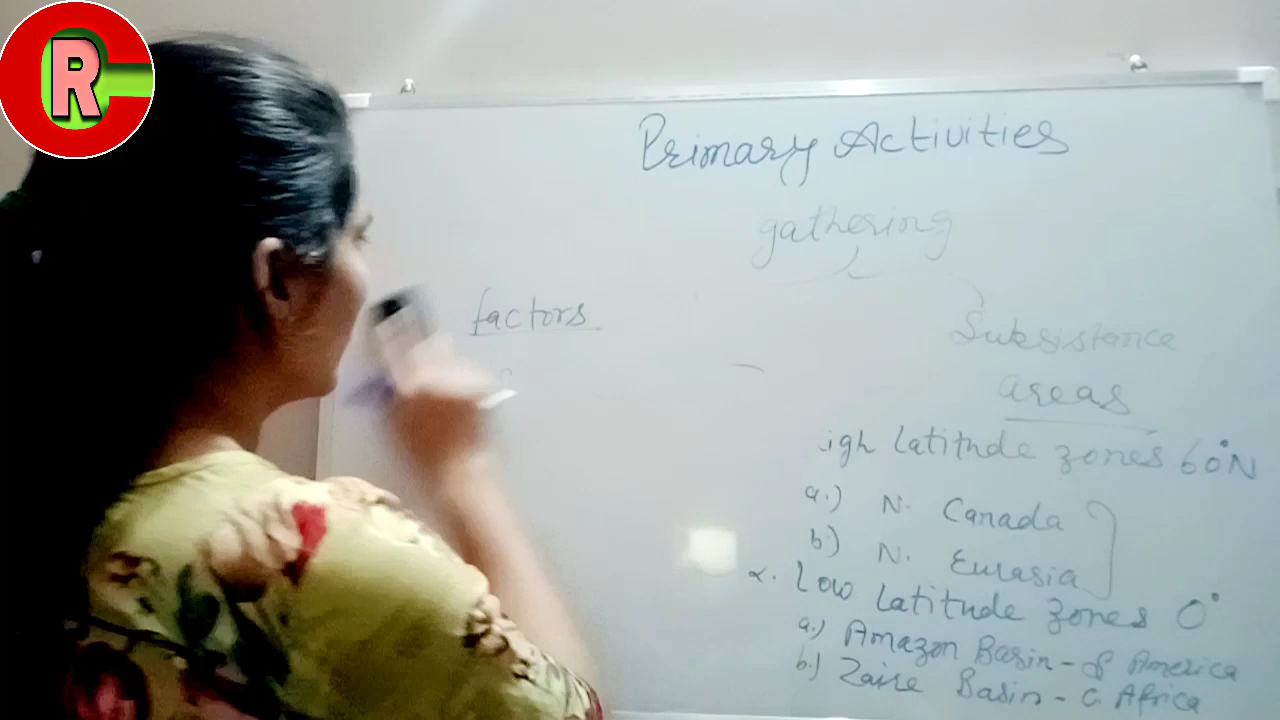 CR
Primary Activities
gathering
factors
Subsistance
areas
igh latitude zones 60°N
a.) N. Canada
b) N. Eurasia
2. Low latitude zones 0°
a.) Amazon Basin - S America
b.) Zaire Basin - C. Africa